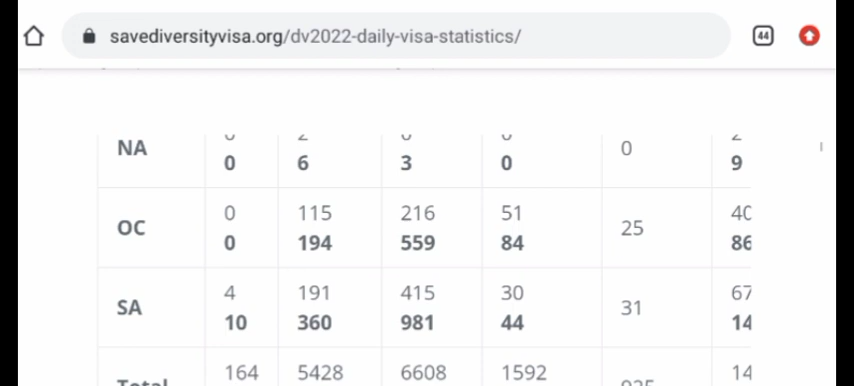 savediversityvisa.org/dv2022-daily-visa-statistics/ 44
NA 0
0 6 3 0 9
0 115 216 51 40
OC 25
0 194 559 84 86
4 191 415 30 67
SA 31
10 360 981 44 14
164 5428 6608 1592 14
Total